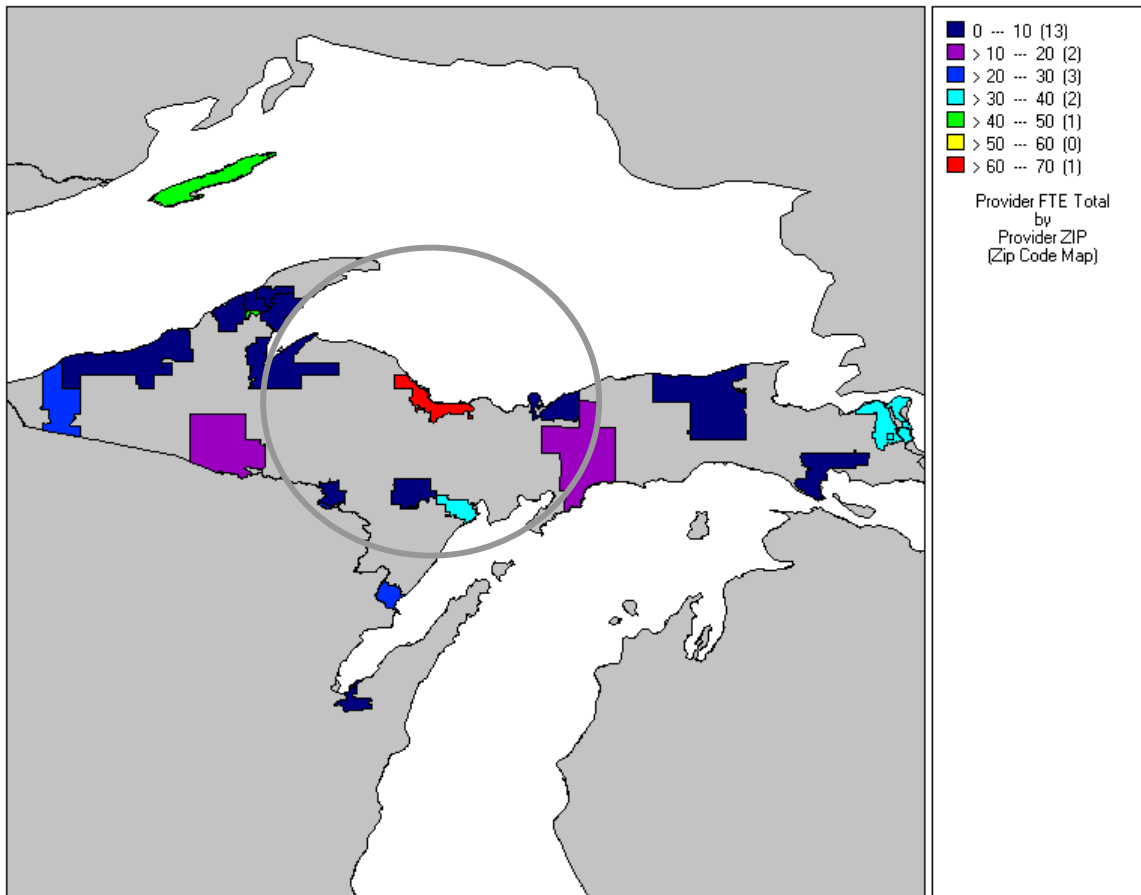 0 --- 10 (13)
> 10 --- 20 (2)
> 20 --- 30 (3)
> 30 --- 40 (2)
> 40 --- 50 (1)
> 50 --- 60 (0)
> 60 --- 70 (1)
Provider FTE Total
by
Provider ZIP
(Zip Code Map)